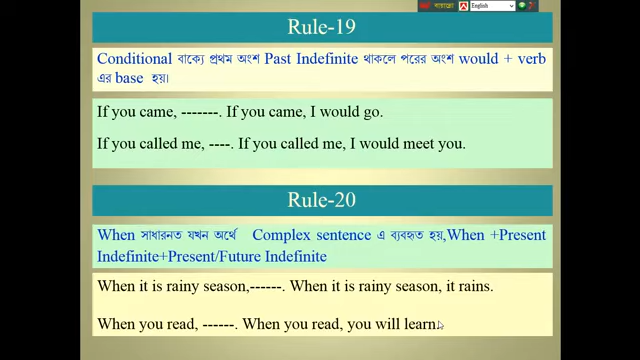 English
Rule-19
Conditional বাক্যে প্রথম অংশ Past Indefinite থাকলে পরের অংশ would + verb
এর base হয়।
If you came, -------. If you came, I would go.
If you called me, ----. If you called me, I would meet you.
Rule-20
When সাধারনত যখন অর্থে Complex sentence এ ব্যবহৃত হয়,When +Present
Indefinite+Present/Future Indefinite
When it is rainy season,------. When it is rainy season, it rains.
When you read, ------. When you read, you will learn.